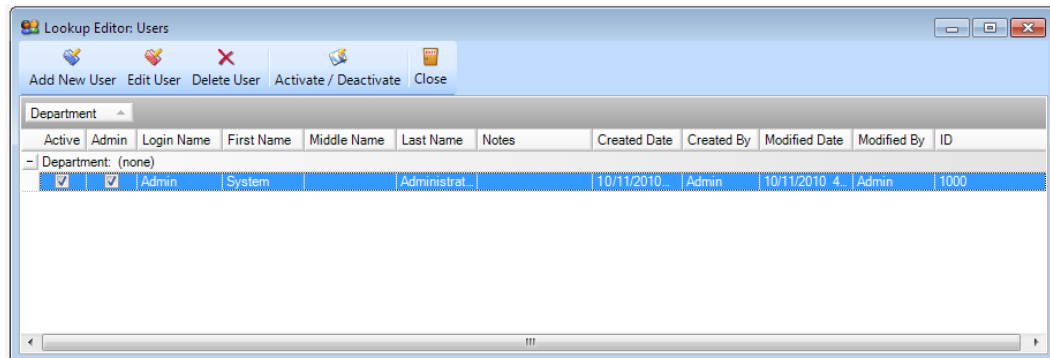 Lookup Editor: Users
Add New User Edit User Delete User Activate / Deactivate Close
Department
Active Admin Login Name First Name Middle Name Last Name Notes Created Date Created By Modified Date Modified By ID
Department: (none)
Admin System Administrat... 10/11/2010... Admin 10/11/2010 4... Admin 1000